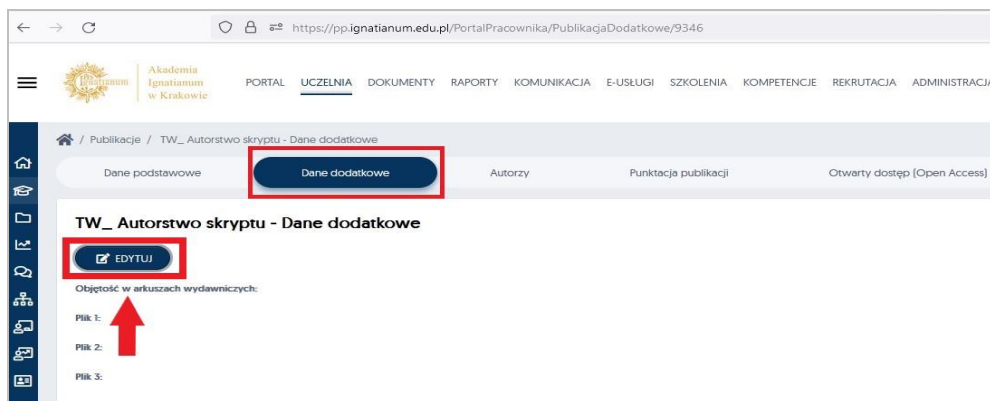 https://pp.ignatianum.edu.pl/PortalPracownika/PublikacjaDodatkowe/9346
Ignatianum
Akademia
Ignatianum
w Krakowie
PORTAL UCZELNIA DOKUMENTY RAPORTY KOMUNIKACJA E-USŁUGI SZKOLENIA KOMPETENCJE REKRUTACJA ADMINISTRACJA
/ Publikacje / TW_ Autorstwo skryptu - Dane dodatkowe
Dane podstawowe Dane dodatkowe Autorzy Punktacja publikacji Otwarty dostęp (Open Access)
TW_ Autorstwo skryptu - Dane dodatkowe
EDYTUJ
Objętość w arkuszach wydawniczych:
Plik 1:
Plik 2:
Plik 3: